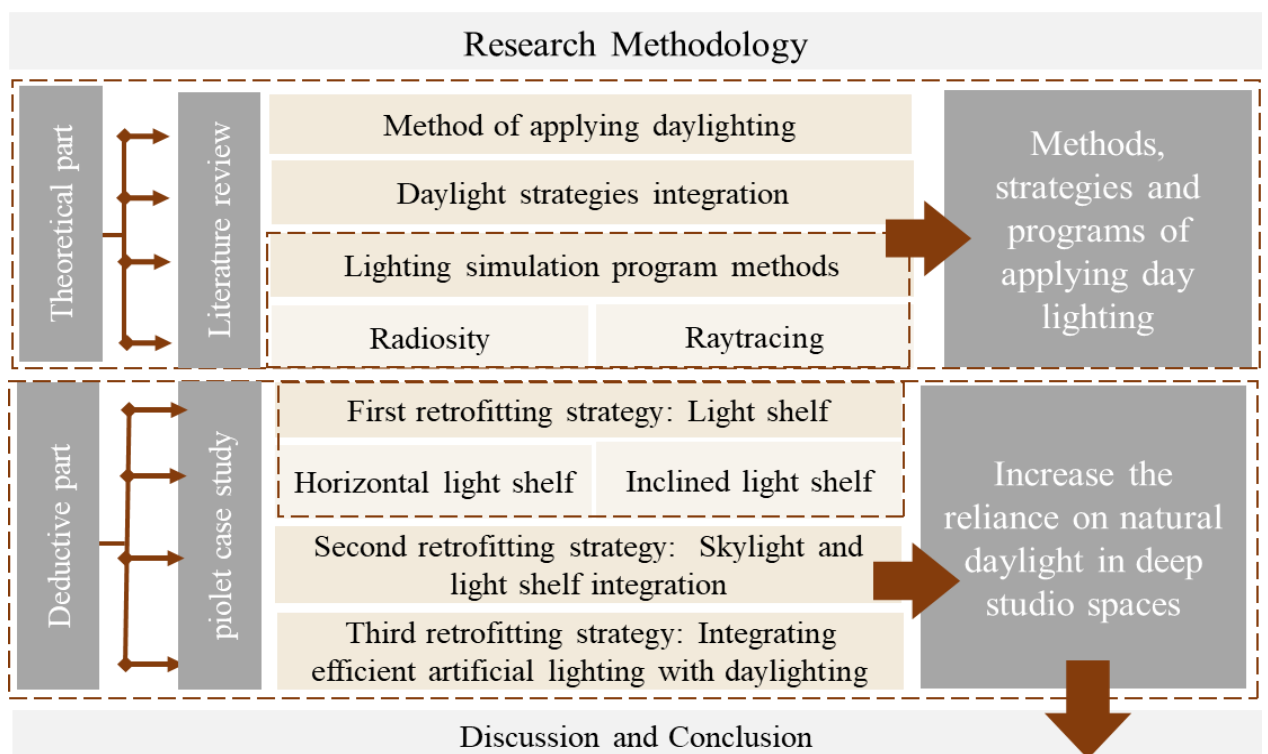 Research Methodology
Theoretical part
Literature review
Method of applying daylighting
Daylight strategies integration
Lighting simulation program methods
Radiosity
Raytracing
Methods,
strategies and
programs of
applying day
lighting
Deductive part
piolet case study
First retrofitting strategy: Light shelf
Horizontal light shelf
Inclined light shelf
Second retrofitting strategy: Skylight and
light shelf integration
Third retrofitting strategy: Integrating
efficient artificial lighting with daylighting
Increase the
reliance on natural
daylight in deep
studio spaces
Discussion and Conclusion